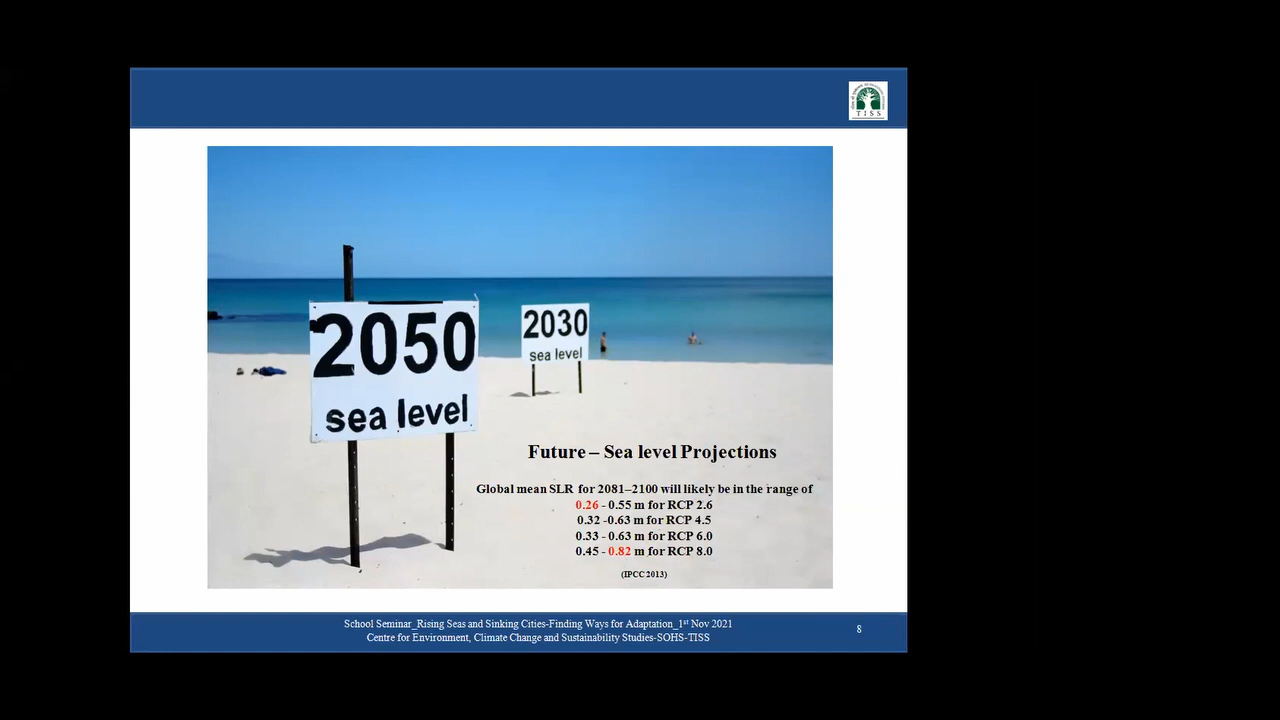 TISS
2050
sea level
2030
sea level
Future – Sea level Projections
Global mean SLR for 2081–2100 will likely be in the range of
0.26 - 0.55 m for RCP 2.6
0.32 -0.63 m for RCP 4.5
0.33 - 0.63 m for RCP 6.0
0.45 - 0.82 m for RCP 8.0
(IPCC 2013)
School Seminar_Rising Seas and Sinking Cities-Finding Ways for Adaptation_1st Nov 2021
Centre for Environment, Climate Change and Sustainability Studies-SOHS-TISS
8